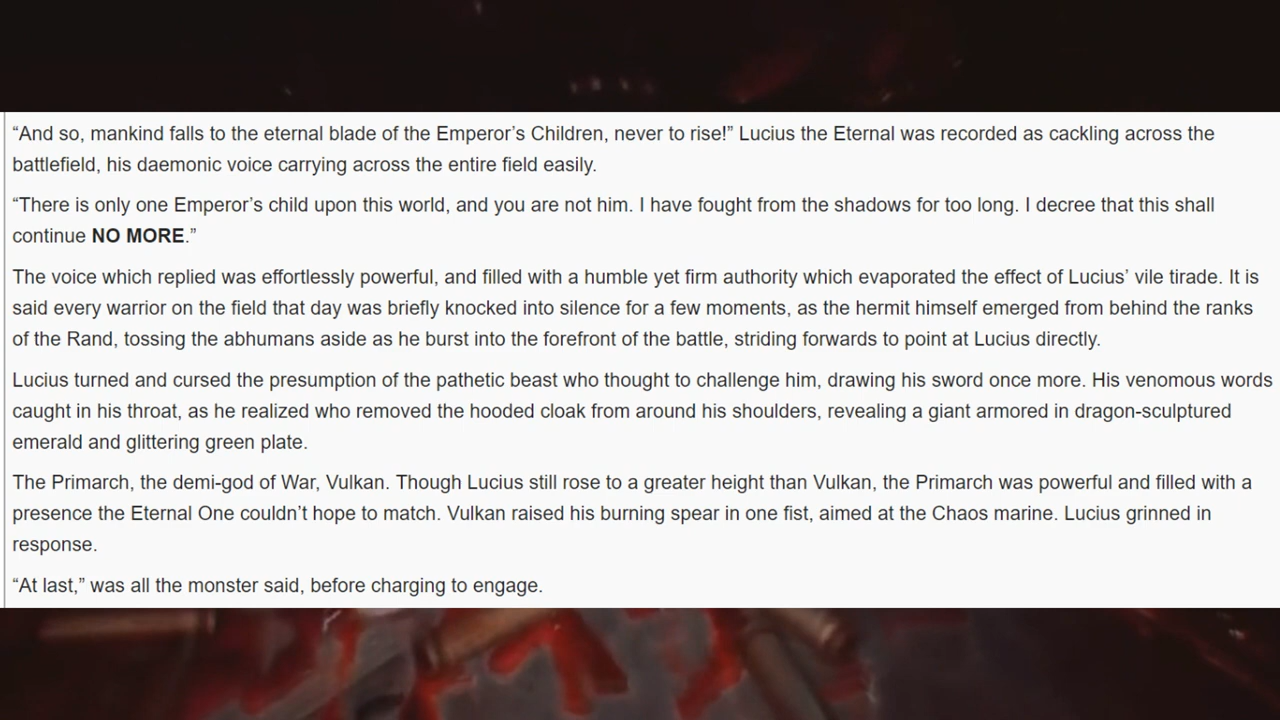 “And so, mankind falls to the eternal blade of the Emperor’s Children, never to rise!” Lucius the Eternal was recorded as cackling across the
battlefield, his daemonic voice carrying across the entire field easily.
“There is only one Emperor’s child upon this world, and you are not him. I have fought from the shadows for too long. I decree that this shall
continue NO MORE.”
The voice which replied was effortlessly powerful, and filled with a humble yet firm authority which evaporated the effect of Lucius’ vile tirade. It is
said every warrior on the field that day was briefly knocked into silence for a few moments, as the hermit himself emerged from behind the ranks
of the Rand, tossing the abhumans aside as he burst into the forefront of the battle, striding forwards to point at Lucius directly.
Lucius turned and cursed the presumption of the pathetic beast who thought to challenge him, drawing his sword once more. His venomous words
caught in his throat, as he realized who removed the hooded cloak from around his shoulders, revealing a giant armored in dragon-sculptured
emerald and glittering green plate.
The Primarch, the demi-god of War, Vulkan. Though Lucius still rose to a greater height than Vulkan, the Primarch was powerful and filled with a
presence the Eternal One couldn’t hope to match. Vulkan raised his burning spear in one fist, aimed at the Chaos marine. Lucius grinned in
response.
“At last,” was all the monster said, before charging to engage.